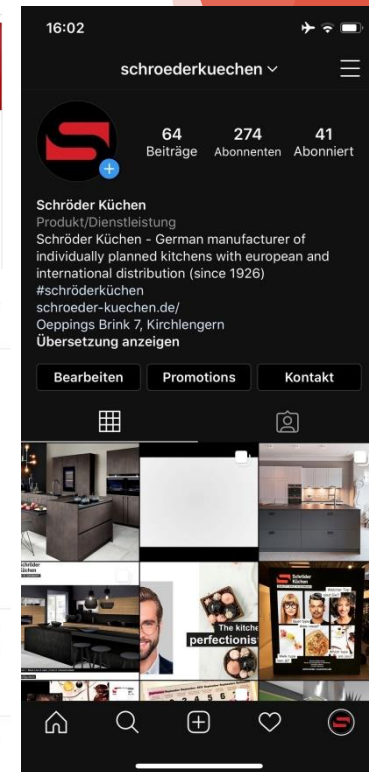 16:02
schroederkuechen
64 274 41
Beiträge Abonnenten Abonniert
Schröder Küchen
Produkt/Dienstleistung
Schröder Küchen - German manufacturer of
individually planned kitchens with european and
international distribution (since 1926)
#schröderküchen
schroeder-kuechen.de/
Oeppings Brink 7, Kirchlengern
Übersetzung anzeigen
Bearbeiten Promotions Kontakt
Schröder
Küchen
The kitche
perfectionis
Schröder
Küchen